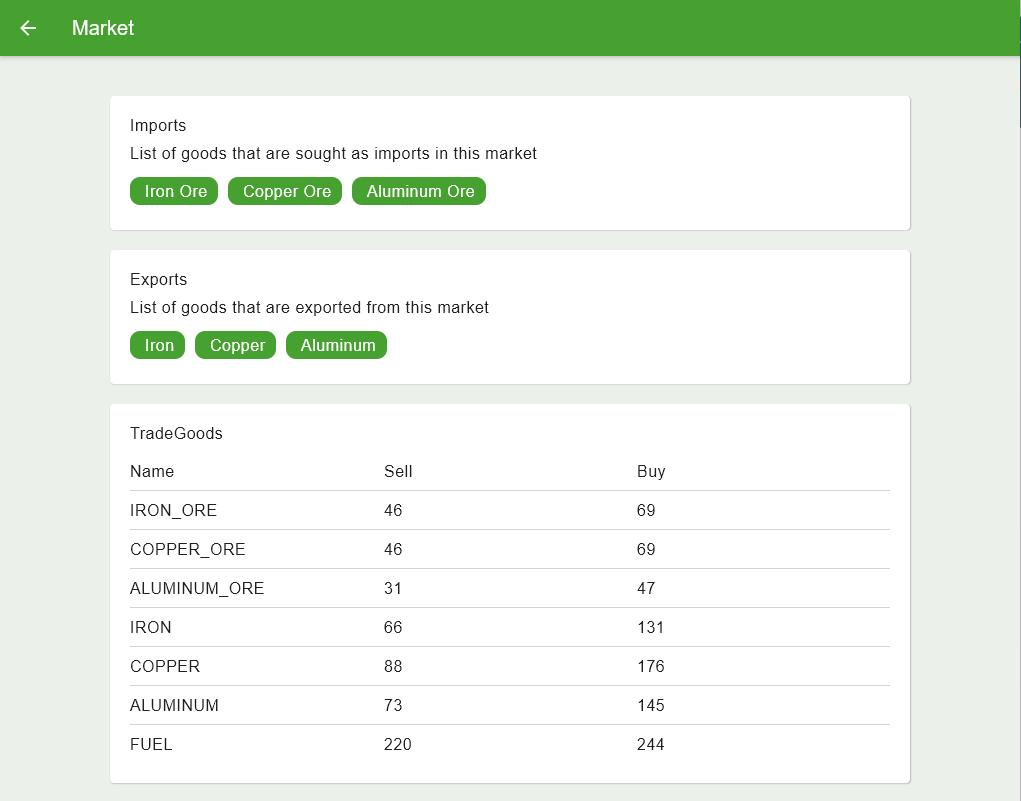 Market
Imports
List of goods that are sought as imports in this market
Iron Ore Copper Ore Aluminum Ore
Exports
List of goods that are exported from this market
Iron Copper Aluminum
TradeGoods
Name Sell Buy
IRON_ORE 46 69
COPPER_ORE 46 69
ALUMINUM_ORE 31 47
IRON 66 131
COPPER 88 176
ALUMINUM 73 145
FUEL 220 244